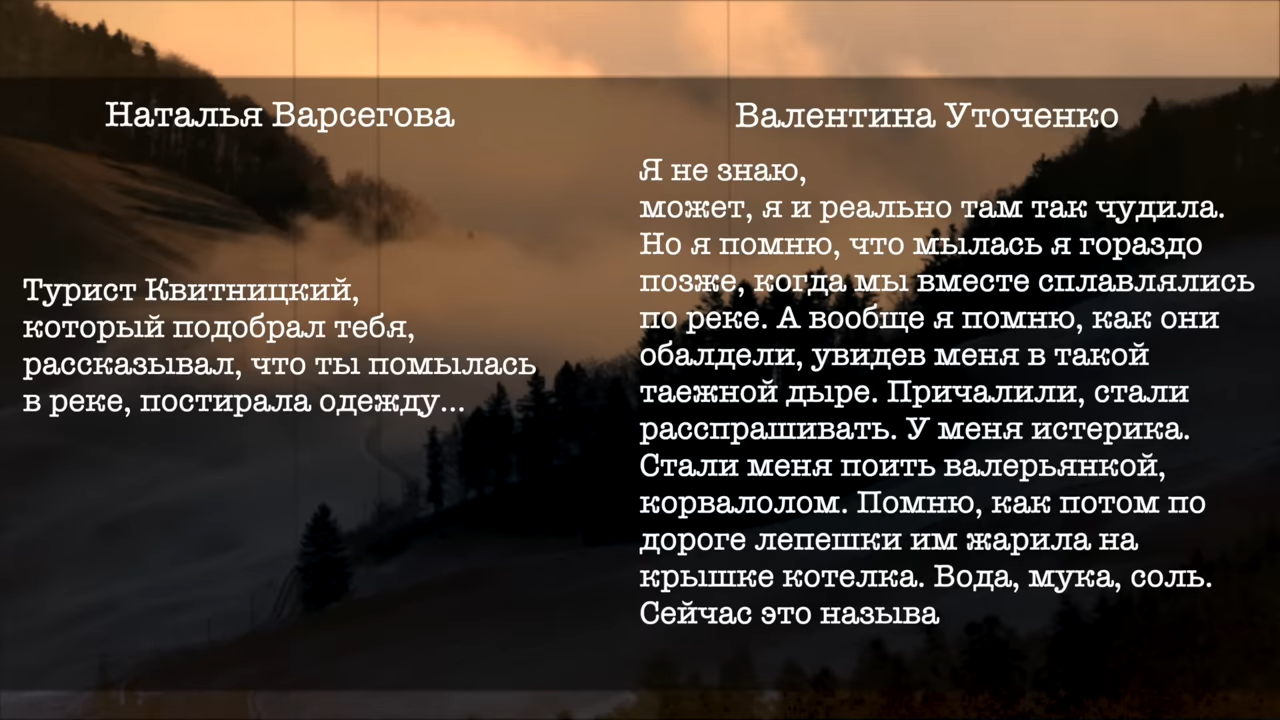 Наталья Варсегова
Турист Квитницкий,
который подобрал тебя,
рассказывал, что ты помылась
в реке, постирала одежду...
Валентина Уточенко
Я не знаю,
может, я и реально там так чудила.
Но я помню, что мылась я гораздо
позже, когда мы вместе сплавлялись
по реке. А вообще я помню, как они
обалдели, увидев меня в такой
таежной дыре. Причалили, стали
расспрашивать. У меня истерика.
Стали меня поить валерьянкой,
корвалолом. Помню, как потом по
дороге лепешки им жарила на
крышке котелка. Вода, мука, соль.
Сейчас это называ